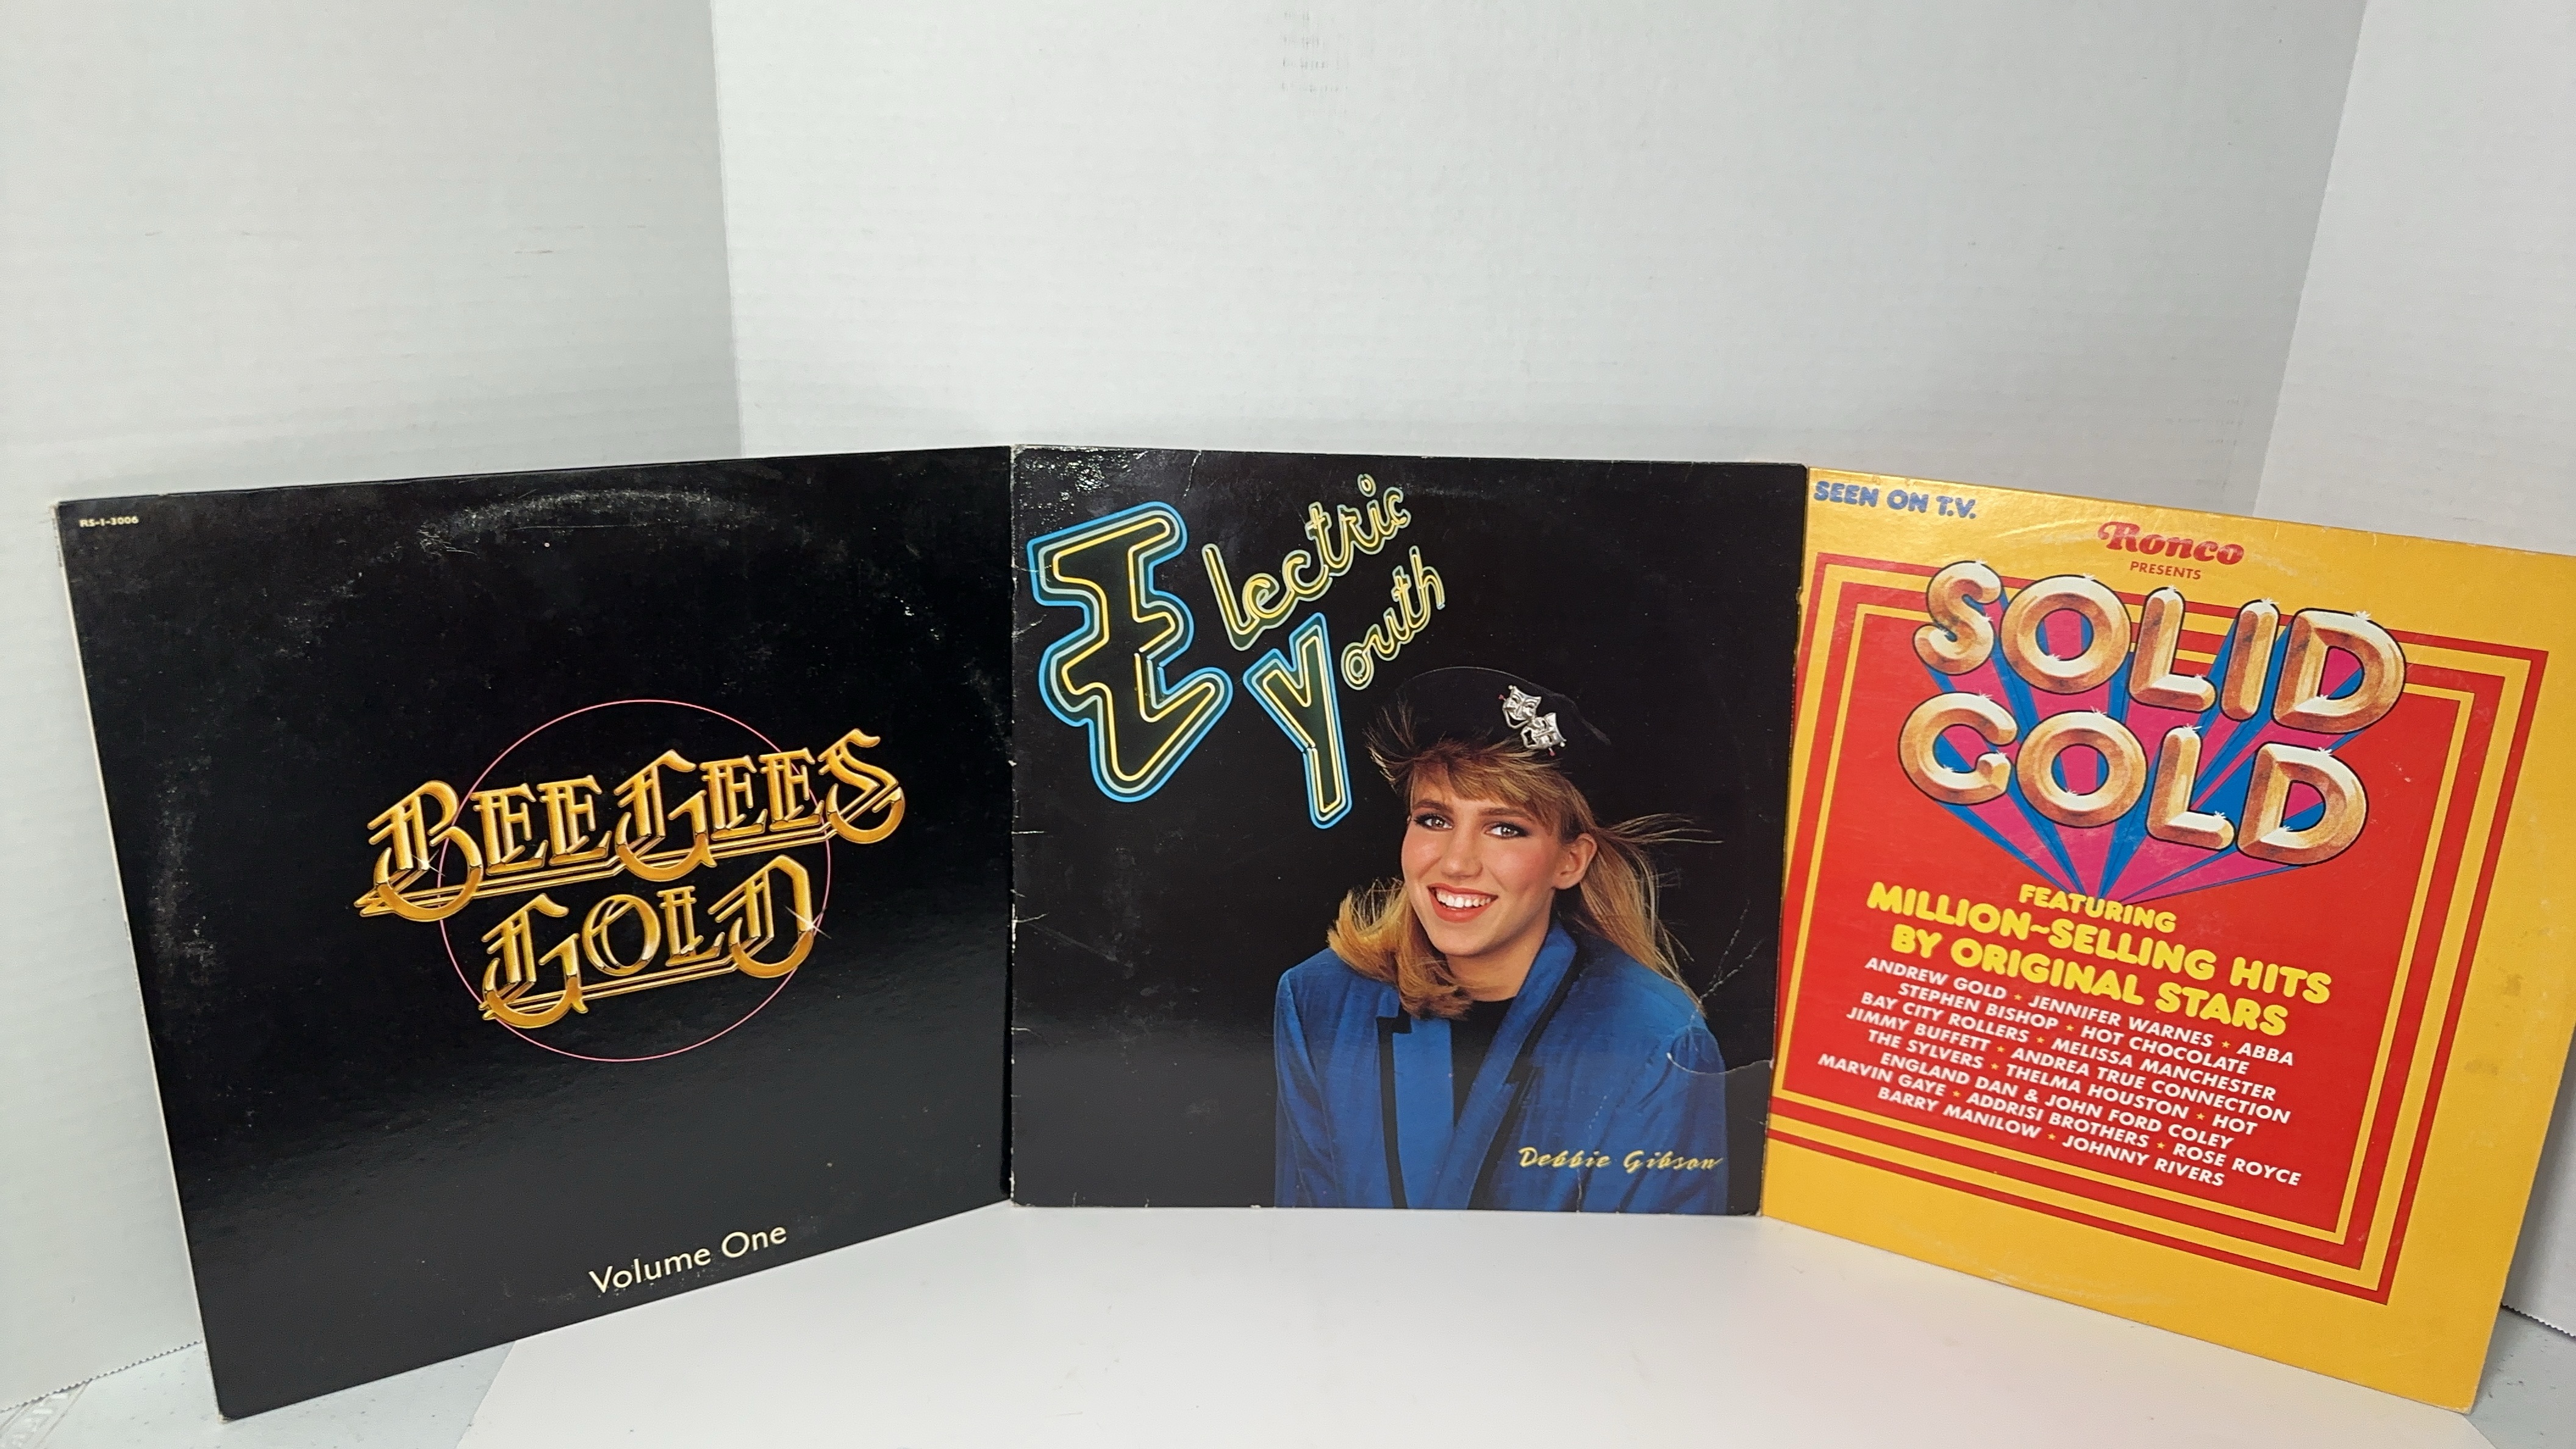 RS-1-3006
BEE GEES
GOLD
Volume One
Electric
Youth
Debbie Gibson
SEEN ON T.V.
Ronco
PRESENTS
SOLID
GOLD
FEATURING
MILLION~SELLING HITS
BY ORIGINAL STARS
ANDREW GOLD ★ JENNIFER WARNES ★ ABBA
STEPHEN BISHOP ★ HOT CHOCOLATE
BAY CITY ROLLERS ★ MELISSA MANCHESTER
JIMMY BUFFETT ★ ANDREA TRUE CONNECTION
THE SYLVERS ★ THELMA HOUSTON ★ HOT
ENGLAND DAN & JOHN FORD COLEY
MARVIN GAYE ★ ADDRISI BROTHERS ★ ROSE ROYCE
BARRY MANILOW ★ JOHNNY RIVERS